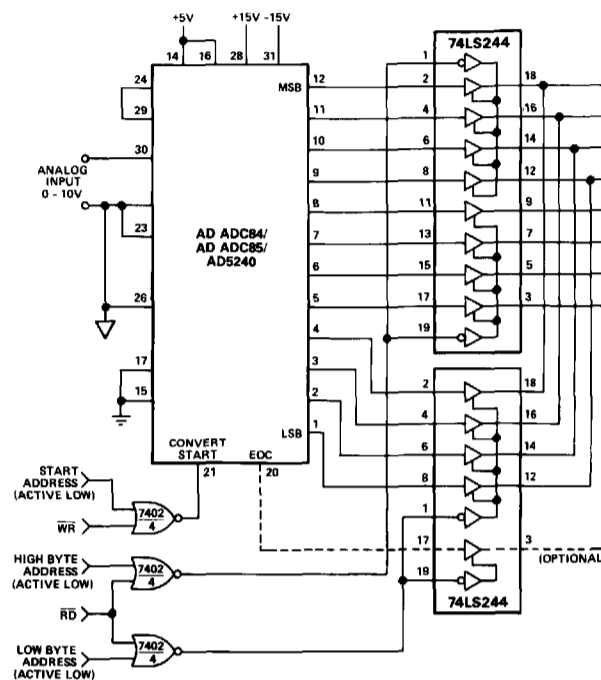 +5V
+15V -15V
14 16 28 31
74LS244
24
29
30
ANALOG
INPUT
0 - 10V
23
26
17
15
MSB
AD ADC84/
AD ADC85/
AD5240
LSB
12
11
10
9
8
7
6
5
4
3
2
1
1
2 18
4 16
6 14
8 12
11 9
13 7
15 5
17 3
19
2 18
4 16
6 14
8 12
1
17 3
(OPTIONAL
19
74LS244
CONVERT
START
EOC
21 20
START
ADDRESS
(ACTIVE LOW)
7402
4
WR
HIGH BYTE
ADDRESS
(ACTIVE LOW)
7402
4
RD
7402
4
LOW BYTE
ADDRESS
(ACTIVE LOW)